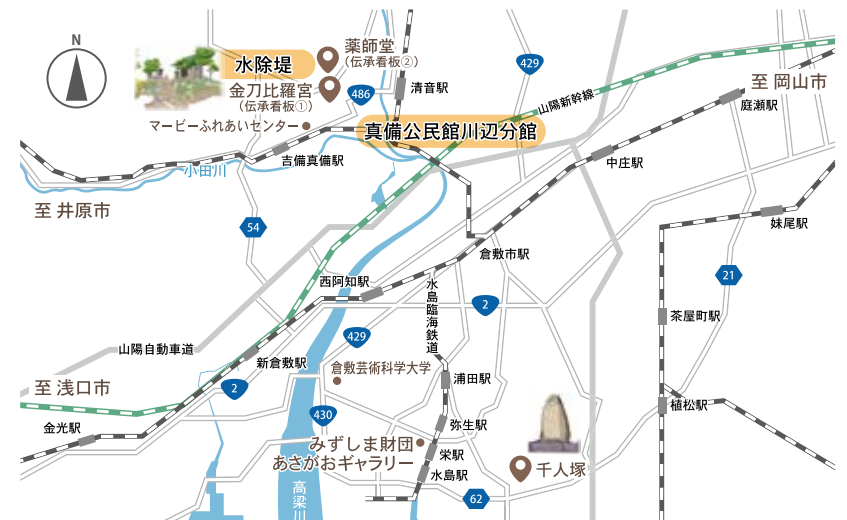 N
水除堤
薬師堂
(伝承看板②)
金刀比羅宮
(伝承看板①)
マービーふれあいセンター
486
清音駅
429
山陽新幹線
至 岡山市
庭瀬駅
真備公民館川辺分館
吉備真備駅
小田川
中庄駅
至 井原市
54
妹尾駅
倉敷市駅
21
西阿知駅
水島臨海鉄道
2
茶屋町駅
429
山陽自動車道
新倉敷駅
倉敷芸術科学大学
浦田駅
至 浅口市
2
植松駅
430
金光駅
弥生駅
みずしま財団
あさがおギャラリー
栄駅
水島駅
千人塚
高梁川
62